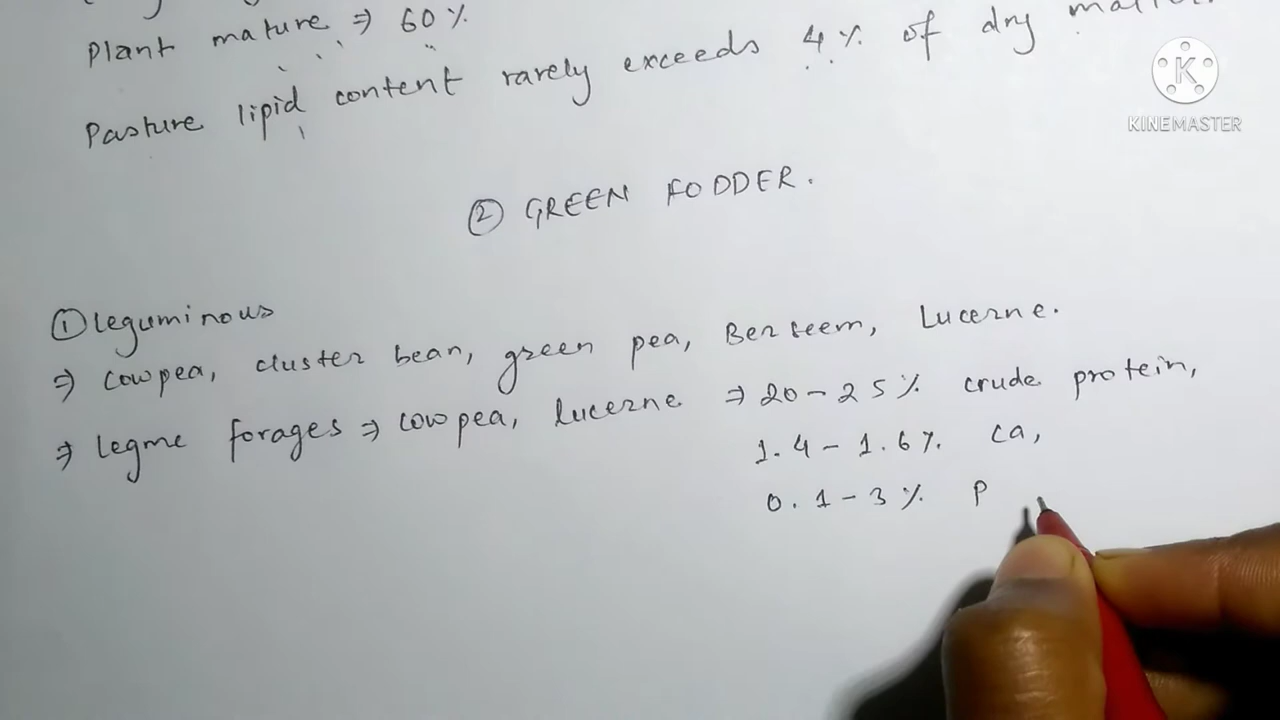 Plant mature ⇒ 60%
Pasture lipid content rarely exceeds 4% of dry matter.
KINEMASTER
② GREEN FODDER.
① leguminous
⇒ cowpea, cluster bean, green pea, Berseem, Lucerne.
⇒ legme forages ⇒ cowpea, lucerne ⇒ 20-25% crude protein,
1.4-1.6% ca,
0.1-3% P